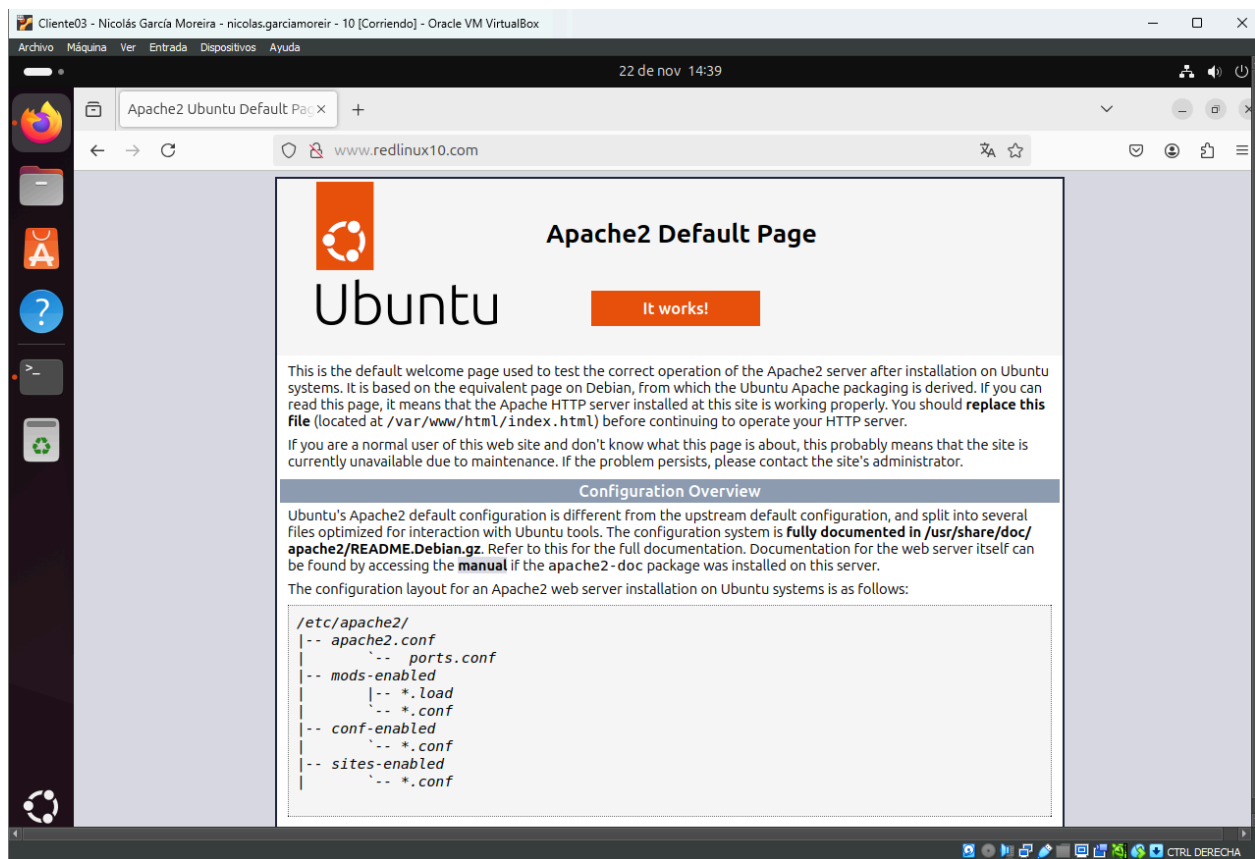 Cliente03 - Nicolás García Moreira - nicolas.garciamoreir - 10 [Corriendo] - Oracle VM VirtualBox
Archivo Máquina Ver Entrada Dispositivos Ayuda
22 de nov 14:39
Apache2 Ubuntu Default Pag
www.redlinux10.com
Apache2 Default Page
Ubuntu
It works!
This is the default welcome page used to test the correct operation of the Apache2 server after installation on Ubuntu
systems. It is based on the equivalent page on Debian, from which the Ubuntu Apache packaging is derived. If you can
read this page, it means that the Apache HTTP server installed at this site is working properly. You should replace this
file (located at /var/www/html/index.html) before continuing to operate your HTTP server.
If you are a normal user of this web site and don't know what this page is about, this probably means that the site is
currently unavailable due to maintenance. If the problem persists, please contact the site's administrator.
Configuration Overview
Ubuntu's Apache2 default configuration is different from the upstream default configuration, and split into several
files optimized for interaction with Ubuntu tools. The configuration system is fully documented in /usr/share/doc/
apache2/README.Debian.gz. Refer to this for the full documentation. Documentation for the web server itself can
be found by accessing the manual if the apache2-doc package was installed on this server.
The configuration layout for an Apache2 web server installation on Ubuntu systems is as follows:
/etc/apache2/
|-- apache2.conf
|       `--  ports.conf
|-- mods-enabled
|       |-- *.load
|       `-- *.conf
|-- conf-enabled
|       `-- *.conf
|-- sites-enabled
|       `-- *.conf
CTRL DERECHA